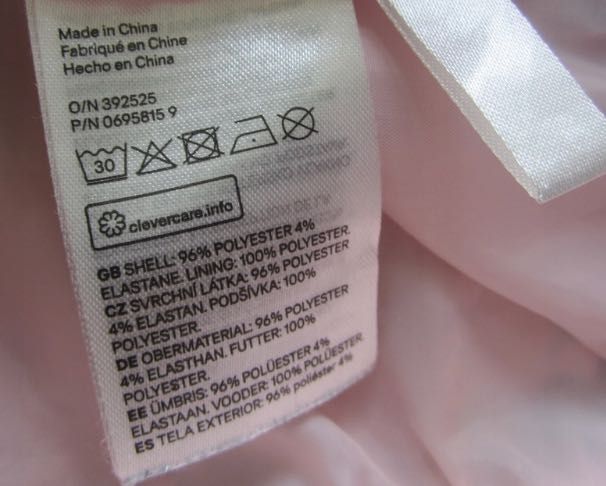 Made in China
Fabriqué en Chine
Hecho en China
O/N 392525
P/N 0695815 9
30
clevercare.info
GB SHELL: 96% POLYESTER 4%
ELASTANE. LINING: 100% POLYESTER.
CZ SVRCHNÍ LÁTKA: 96% POLYESTER
4% ELASTAN. PODŠÍVKA: 100%
POLYESTER.
DE OBERMATERIAL: 96% POLYESTER
4% ELASTHAN. FUTTER: 100%
POLYESTER.
EE ÜMBRIS: 96% POLÜESTER 4%
ELASTAAN. VOODER: 100% POLÜESTER.
ES TELA EXTERIOR: 96% poliéster 4%